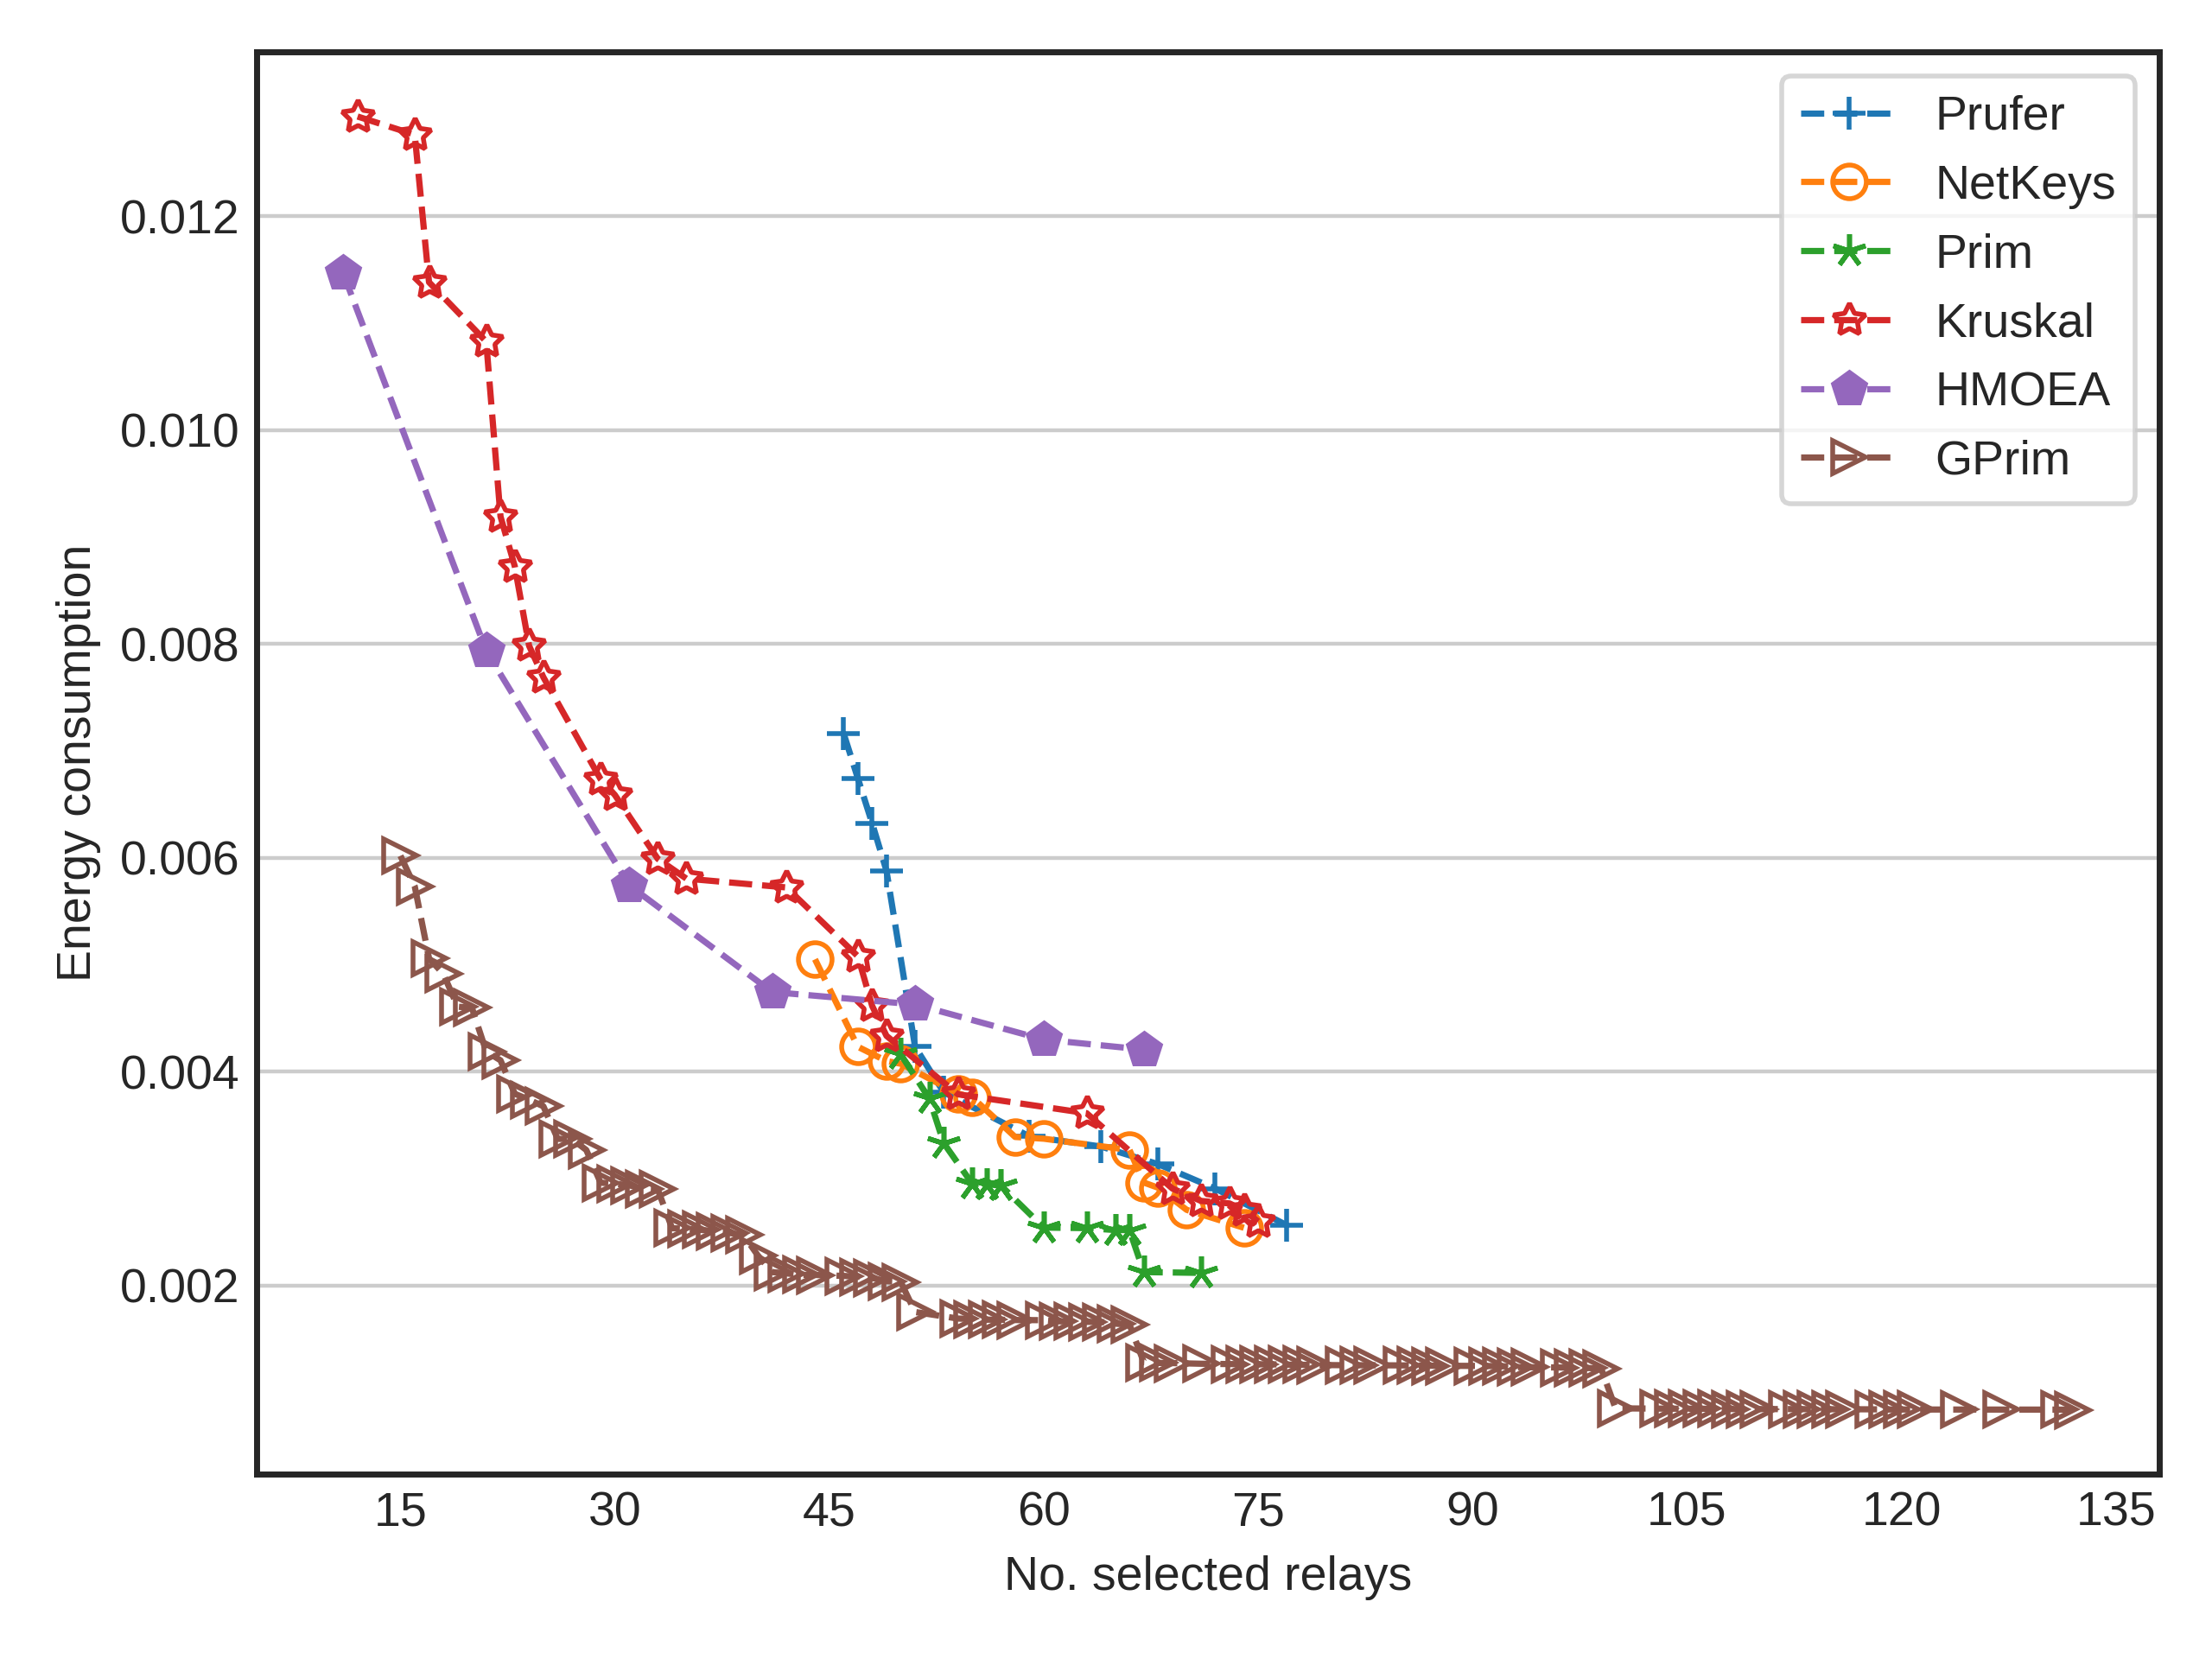 Prufer
NetKeys
Prim
Kruskal
HMOEA
GPrim
0.012
0.010
0.008
0.006
0.004
0.002
Energy consumption
15 30 45 60 75 90 105 120 135
No. selected relays